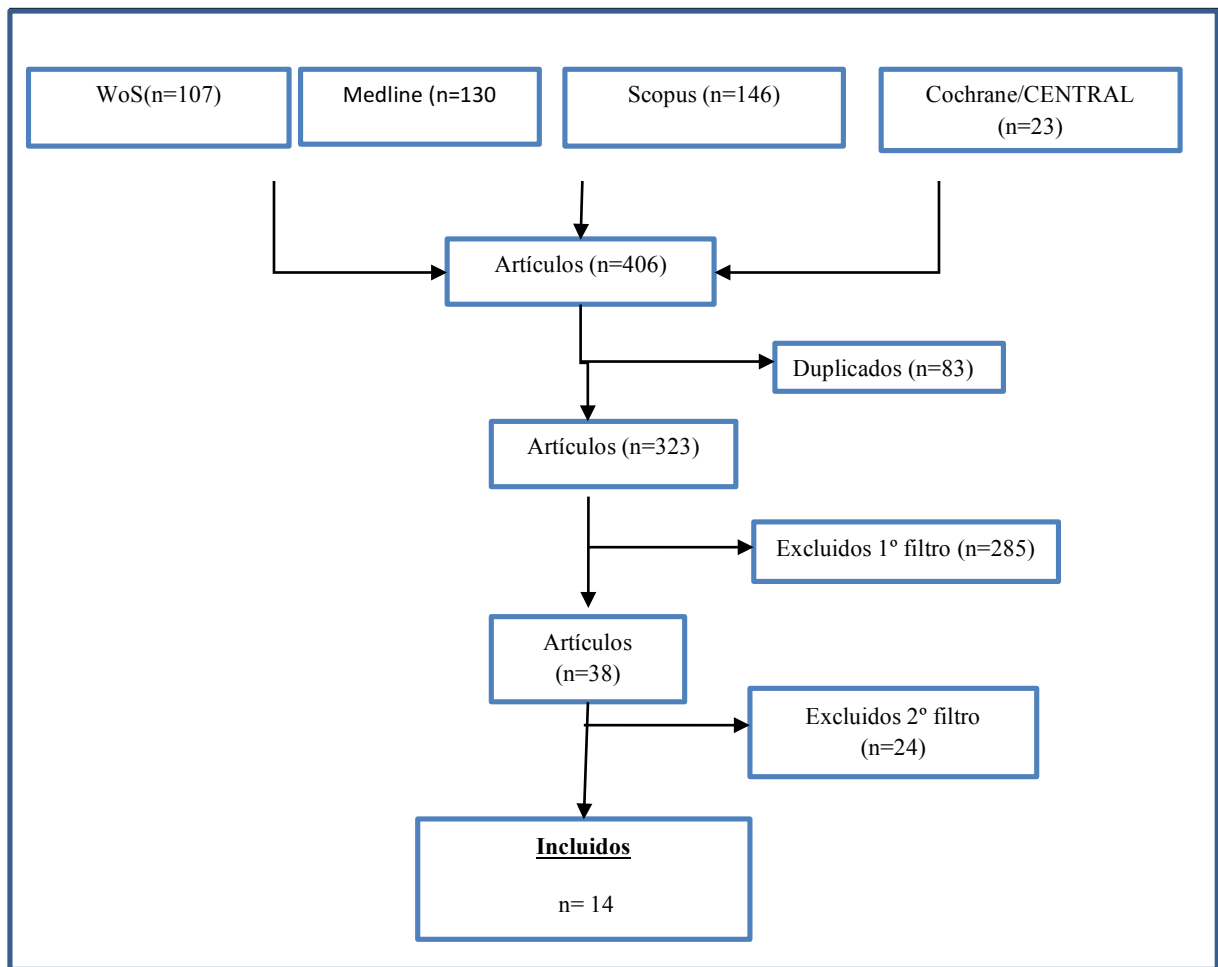 WoS(n=107)
Medline (n=130
Scopus (n=146)
Cochrane/CENTRAL
(n=23)
Artículos (n=406)
Duplicados (n=83)
Artículos (n=323)
Excluidos 1º filtro (n=285)
Artículos
(n=38)
Excluidos 2º filtro
(n=24)
Incluidos
n= 14